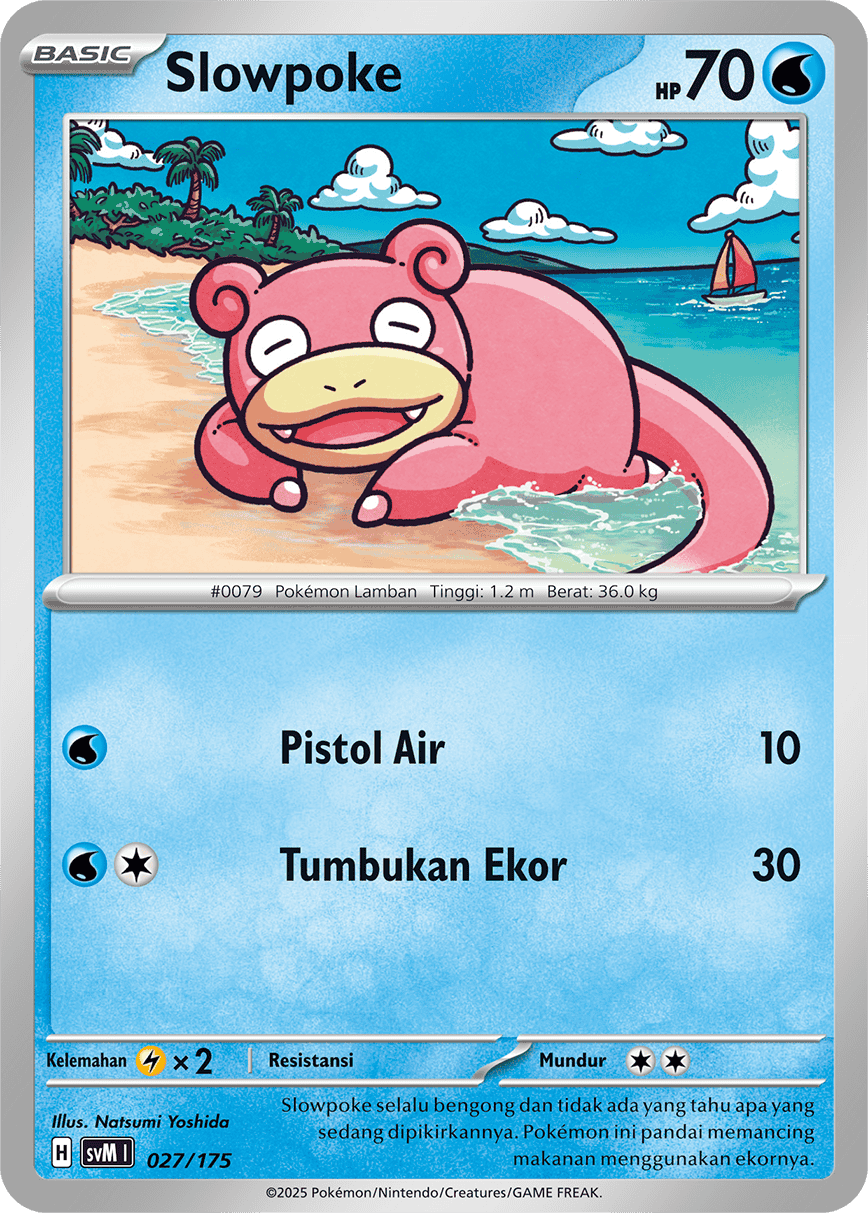 BASIC
Slowpoke
HP 70
#0079 Pokémon Lamban Tinggi: 1.2 m Berat: 36.0 kg
Pistol Air 10
Tumbukan Ekor 30
Kelemahan ×2 Resistansi Mundur
Slowpoke selalu bengong dan tidak ada yang tahu apa yang
sedang dipikirkannya. Pokémon ini pandai memancing
makanan menggunakan ekornya.
Illus. Natsumi Yoshida
H svM I 027/175
©2025 Pokémon/Nintendo/Creatures/GAME FREAK.